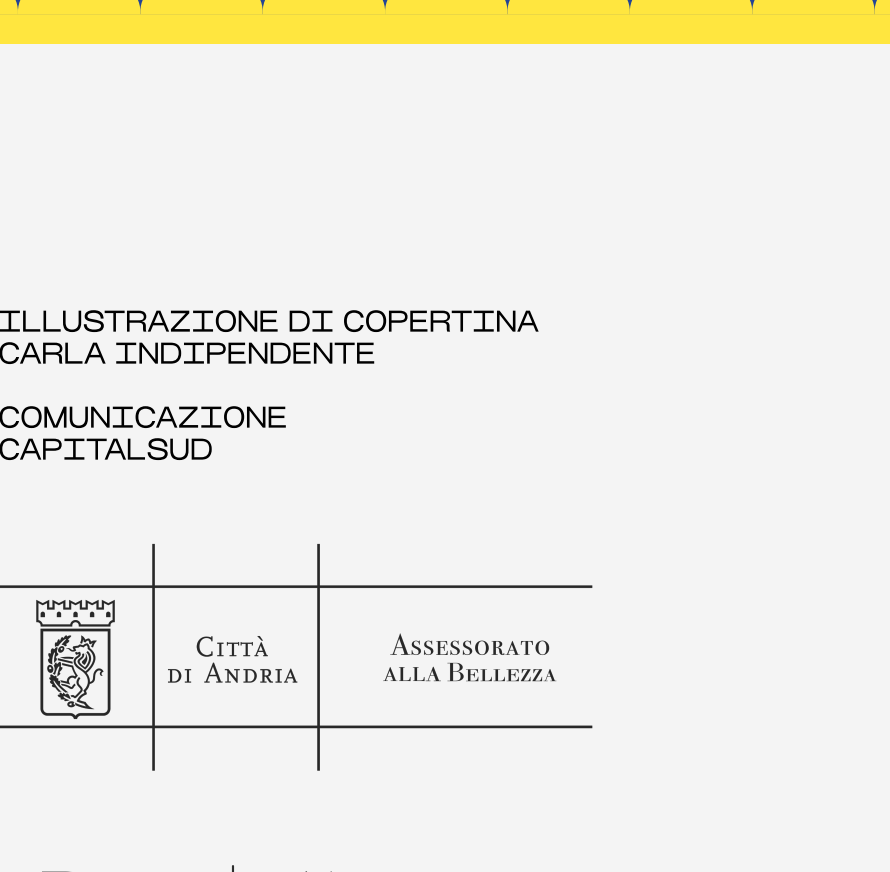 ILLUSTRAZIONE DI COPERTINA
CARLA INDIPENDENTE
COMUNICAZIONE
CAPITALSUD
CITTÀ
DI ANDRIA
ASSESSORATO
ALLA BELLEZZA